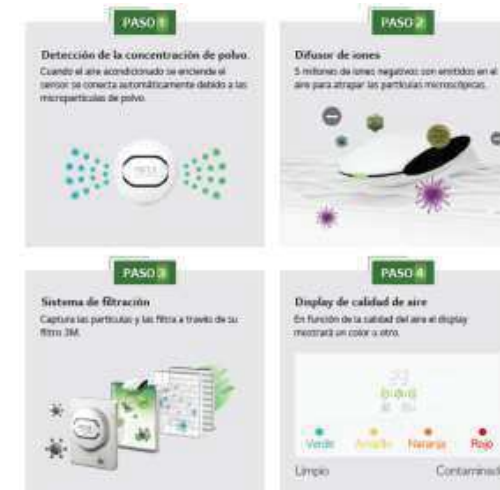 PASO 1
Detección de la concentración de polvo.
Cuando el aire acondicionado se enciende el
sensor se conecta automáticamente debido a las
micropartículas de polvo.
PASO 2
Difusor de iones
5 millones de iones negativos son emitidos en el
aire para atrapar las partículas microscópicas.
PASO 3
Sistema de filtración
Captura las partículas y las filtra a través de su
filtro 3M.
PASO 4
Display de calidad de aire
En función de la calidad del aire el display
mostrará un color u otro.
Verde Amarillo Naranja Rojo
Limpio Contaminado